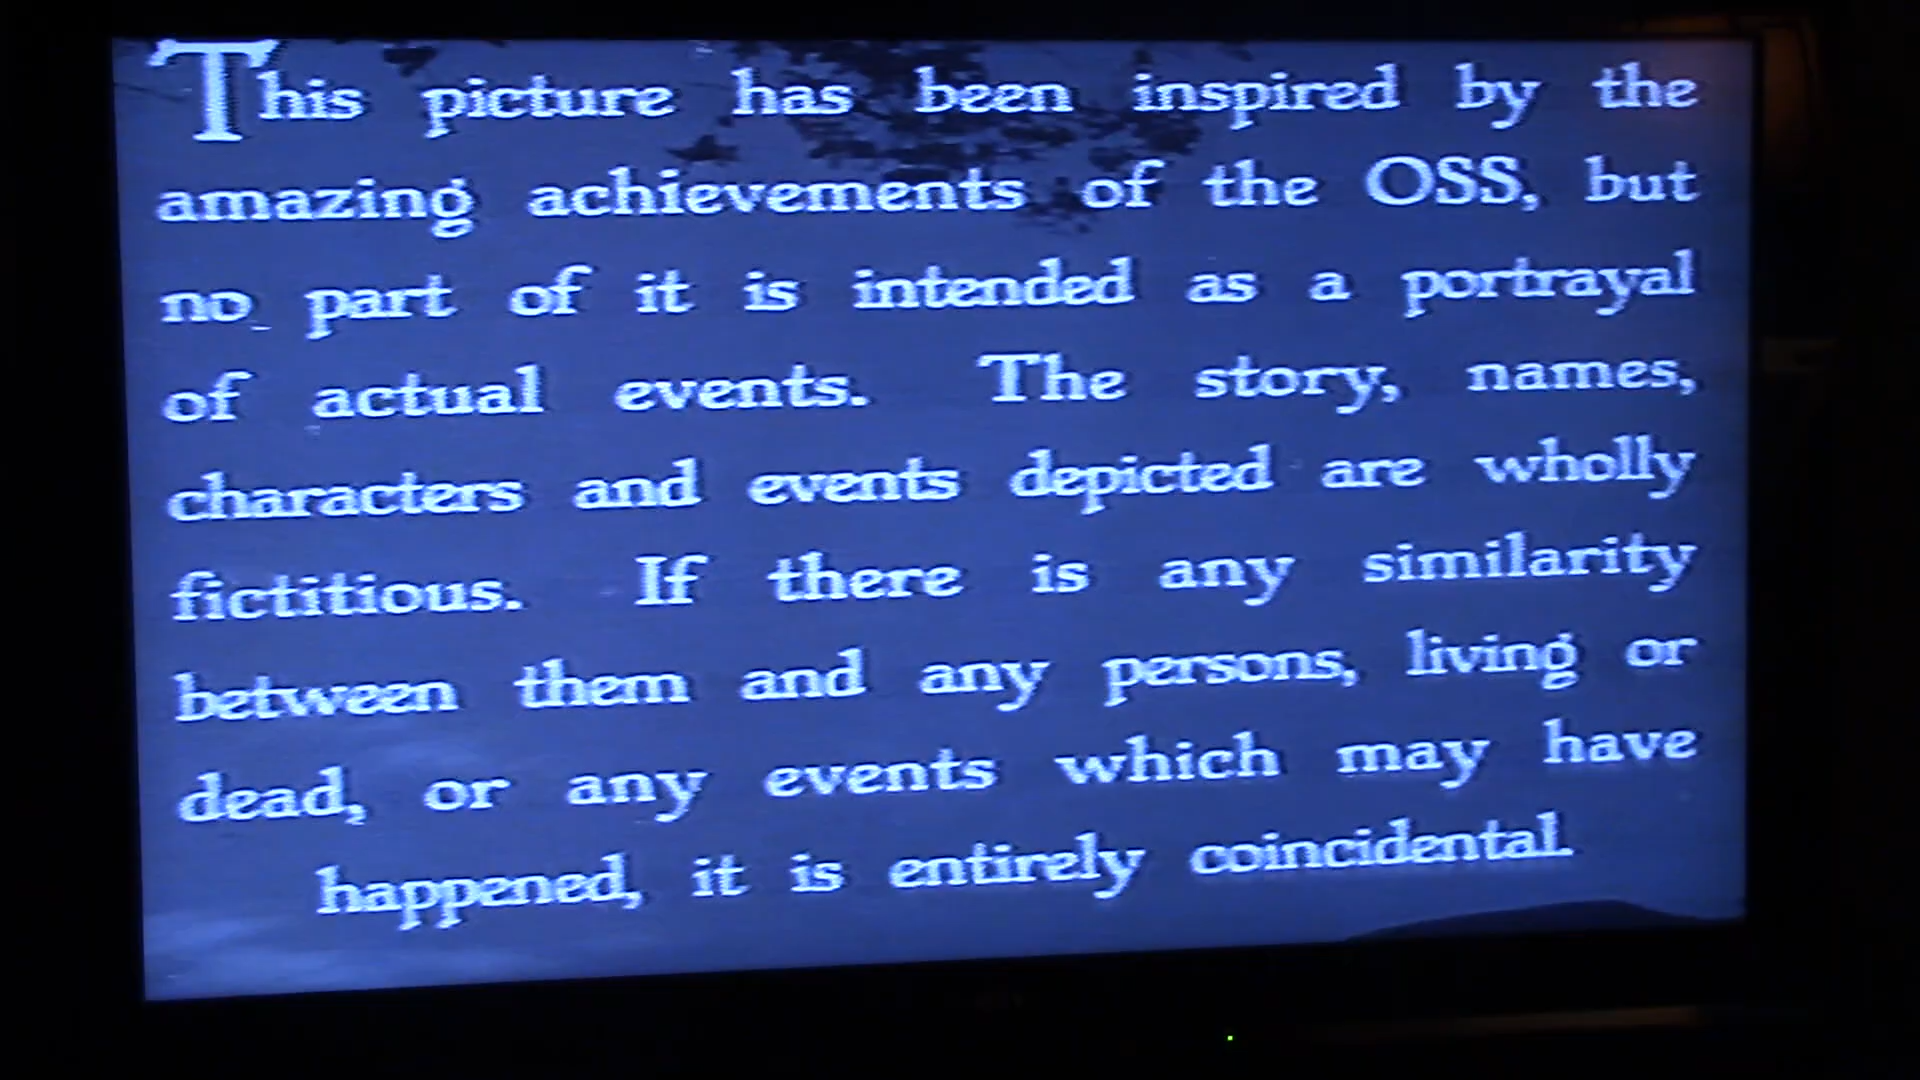 This picture has been inspired by the
amazing achievements of the OSS, but
no part of it is intended as a portrayal
of actual events. The story, names,
characters and events depicted are wholly
fictitious. If there is any similarity
between them and any persons, living or
dead, or any events which may have
happened, it is entirely coincidental.